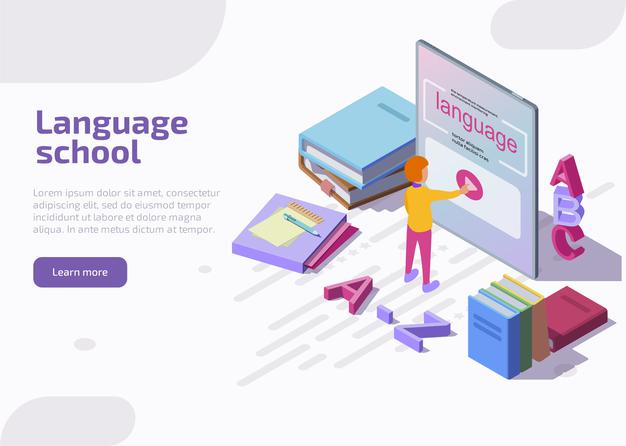 Language
school
Lorem ipsum dolor sit amet, consectetur
adipiscing elit, sed do eiusmod tempor
incididunt ut labore et dolore magna
aliqua. In ante metus dictum at tempor.
Learn more
language
tortor aliquam
nulla facilisi cras
A
B
C
A-Z